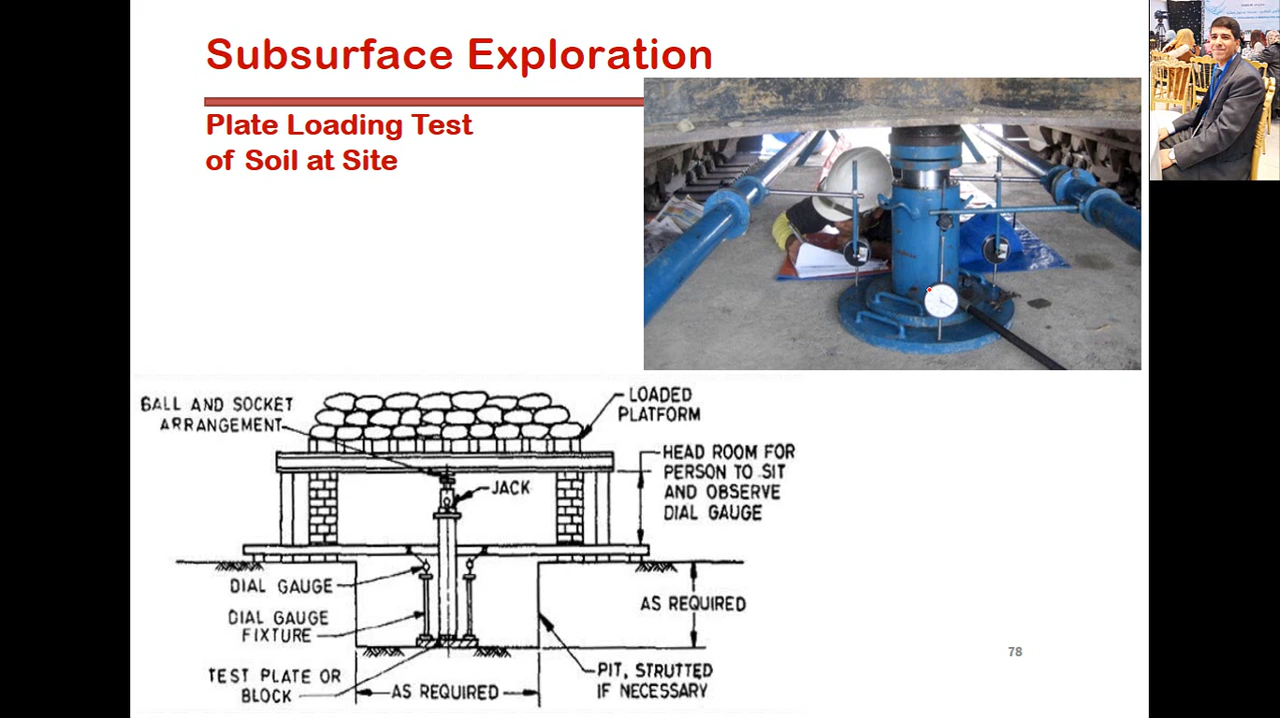 Subsurface Exploration
Plate Loading Test
of Soil at Site
BALL AND SOCKET
ARRANGEMENT
LOADED
PLATFORM
HEAD ROOM FOR
PERSON TO SIT
AND OBSERVE
DIAL GAUGE
JACK
DIAL GAUGE
DIAL GAUGE
FIXTURE
AS REQUIRED
TEST PLATE OR
BLOCK
AS REQUIRED
PIT, STRUTTED
IF NECESSARY
78